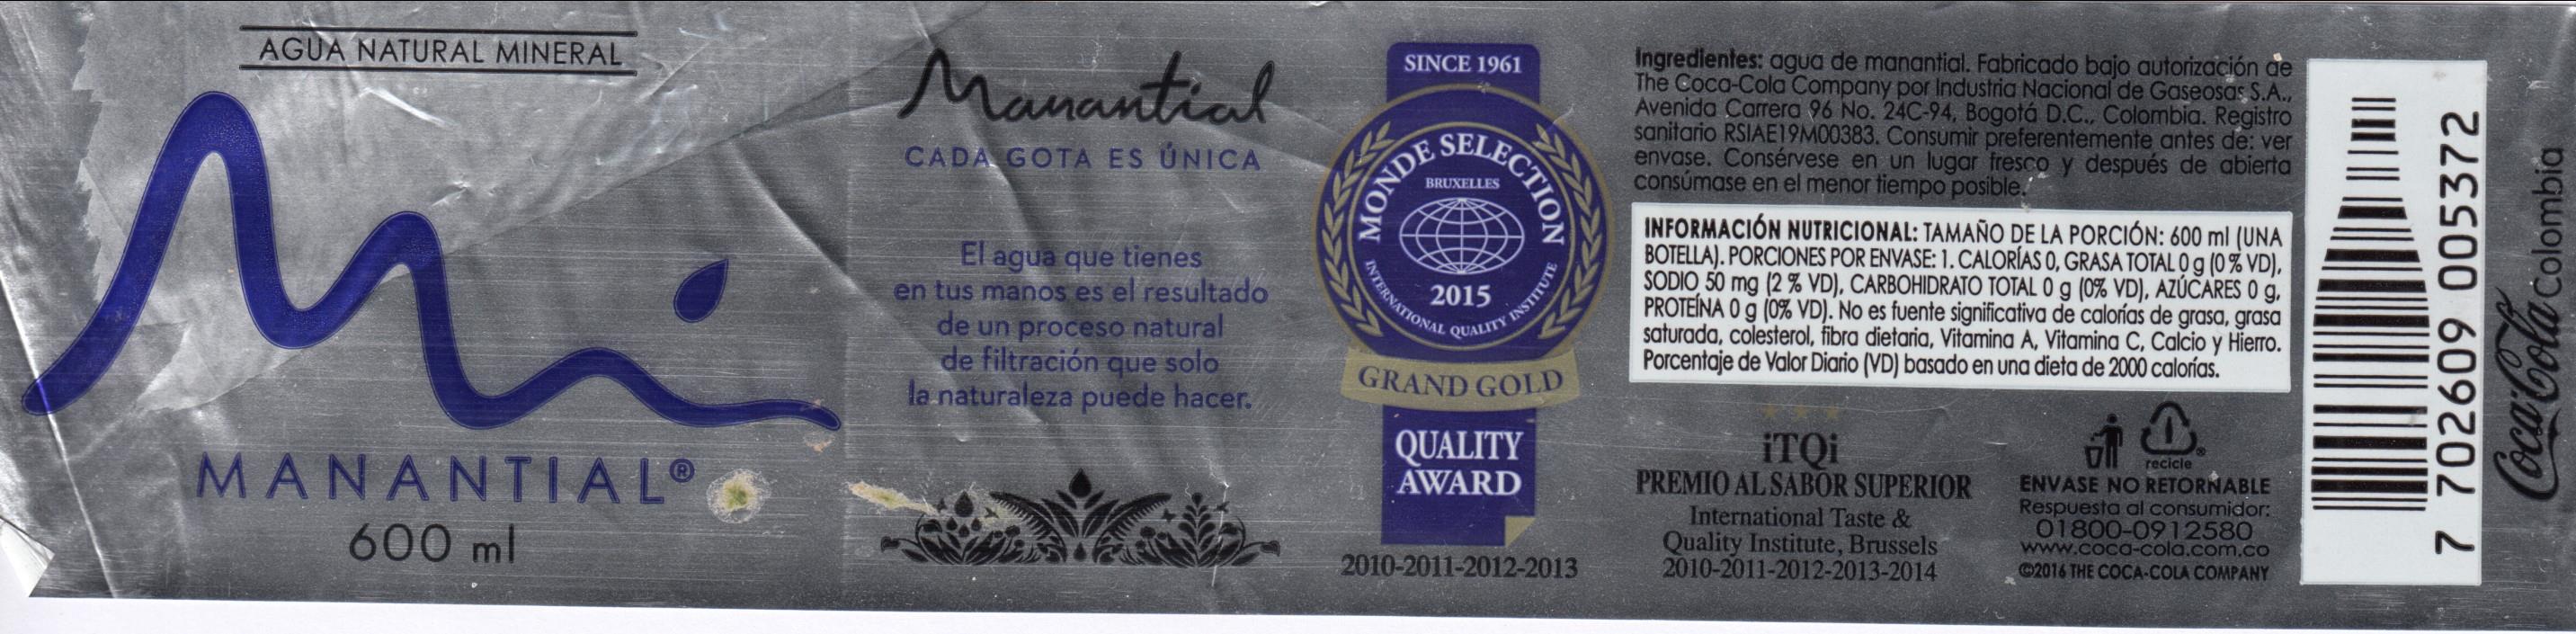 AGUA NATURAL MINERAL
MANANTIAL®
600 ml
Manantial
CADA GOTA ES ÚNICA
El agua que tienes
en tus manos es el resultado
de un proceso natural
de filtración que solo
la naturaleza puede hacer.
SINCE 1961
MONDE SELECTION
BRUXELLES
2015
INTERNATIONAL QUALITY INSTITUTE
GRAND GOLD
QUALITY
AWARD
2010-2011-2012-2013
Ingredientes: agua de manantial. Fabricado bajo autorización de
The Coca-Cola Company por Industria Nacional de Gaseosas S.A.,
Avenida Carrera 96 No. 24C-94, Bogotá D.C., Colombia. Registro
sanitario RSIAE19M00383. Consumir preferentemente antes de: ver
envase. Consérvese en un lugar fresco y después de abierta
consúmase en el menor tiempo posible.
INFORMACIÓN NUTRICIONAL: TAMAÑO DE LA PORCIÓN: 600 ml (UNA
BOTELLA). PORCIONES POR ENVASE: 1. CALORÍAS 0, GRASA TOTAL 0 g (0 % VD),
SODIO 50 mg (2 % VD), CARBOHIDRATO TOTAL 0 g (0% VD), AZÚCARES 0 g,
PROTEÍNA 0 g (0% VD). No es fuente significativa de calorías de grasa, grasa
saturada, colesterol, fibra dietaria, Vitamina A, Vitamina C, Calcio y Hierro.
Porcentaje de Valor Diario (VD) basado en una dieta de 2000 calorías.
iTQi
PREMIO AL SABOR SUPERIOR
International Taste &
Quality Institute, Brussels
2010-2011-2012-2013-2014
recicle
ENVASE NO RETORNABLE
Respuesta al consumidor:
01800-0912580
www.coca-cola.com.co
©2016 THE COCA-COLA COMPANY
7 702609 005372
Coca-Cola Colombia